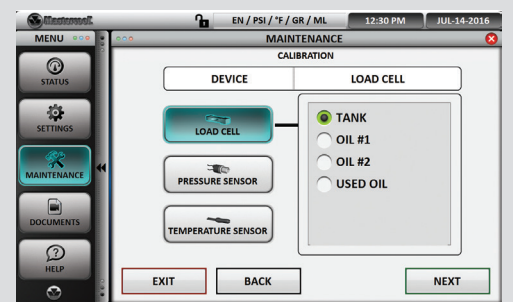 Mastercool
EN / PSI / °F / GR / ML
12:30 PM
JUL-14-2016
MENU
MAINTENANCE
CALIBRATION
DEVICE
LOAD CELL
STATUS
SETTINGS
MAINTENANCE
DOCUMENTS
HELP
LOAD CELL
PRESSURE SENSOR
TEMPERATURE SENSOR
TANK
OIL #1
OIL #2
USED OIL
EXIT
BACK
NEXT